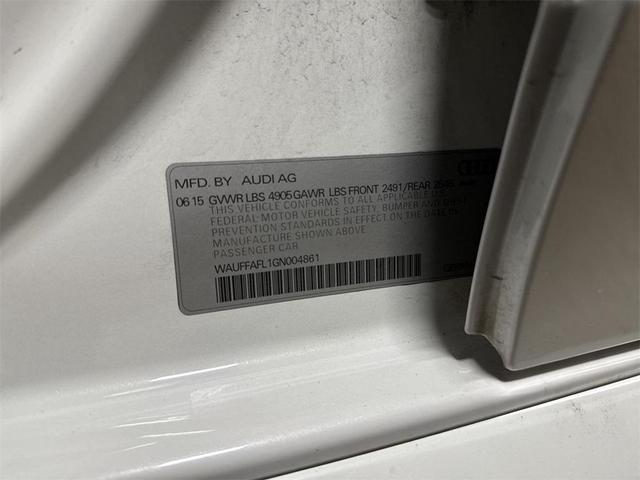 MFD. BY AUDI AG
06 15 GVWR LBS 4905 GAWR LBS FRONT 2491/REAR
THIS VEHICLE CONFORMS TO ALL APPLICABLE U.S.
FEDERAL MOTOR VEHICLE SAFETY, BUMPER AND THEFT
PREVENTION STANDARDS IN EFFECT ON THE DATE
MANUFACTURE SHOWN ABOVE
PASSENGER CAR
WAUFFAFL1GN004861